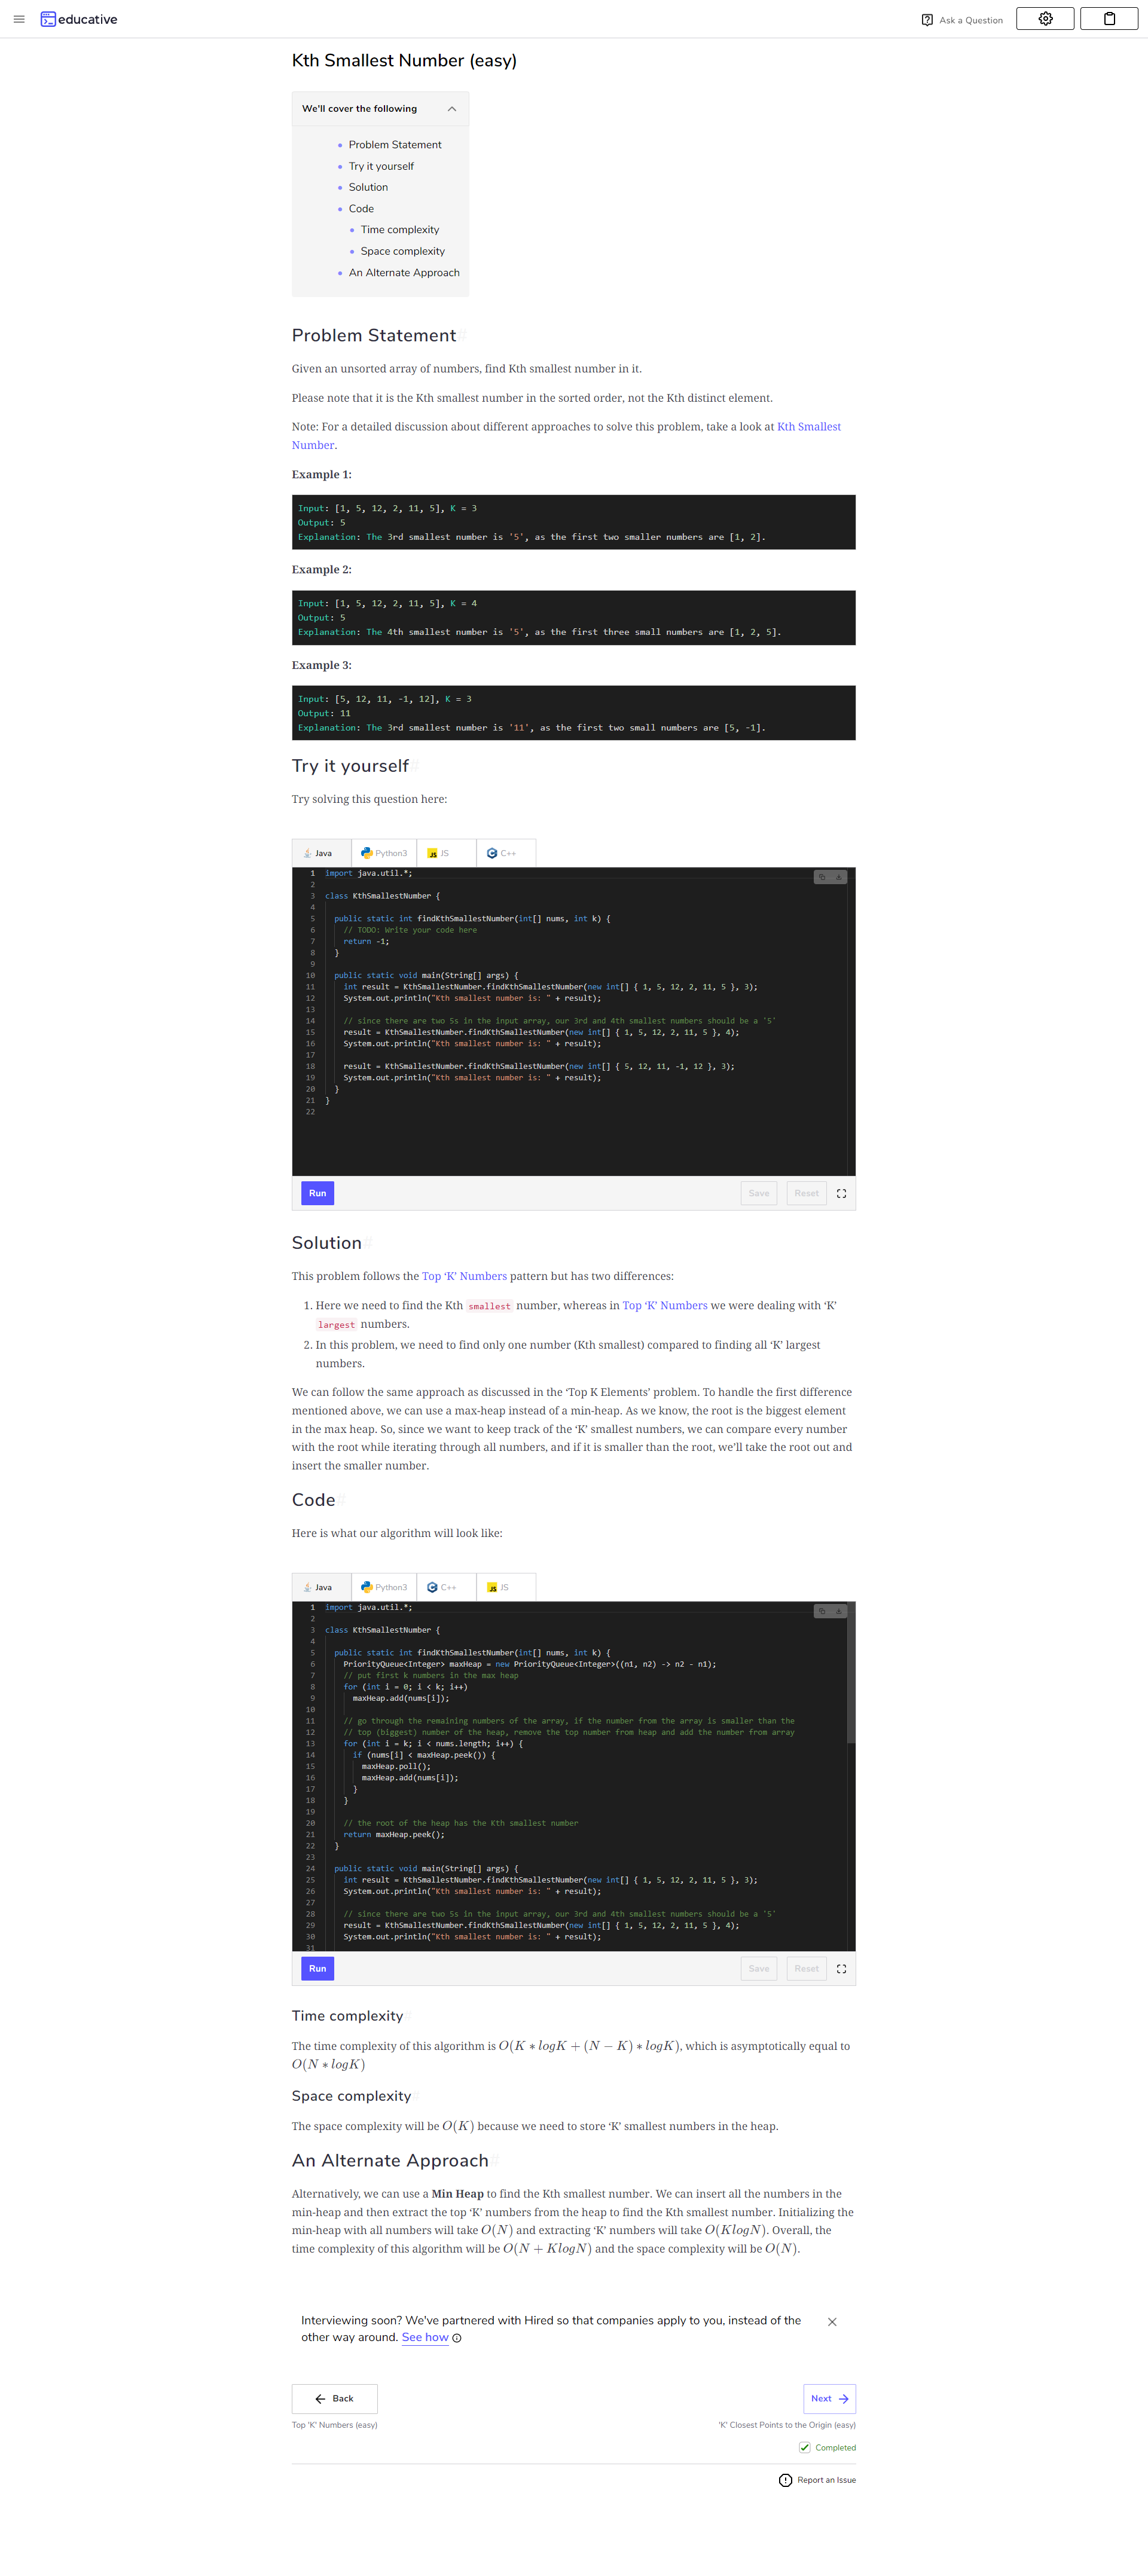 educative
Ask a Question
Kth Smallest Number (easy)
We'll cover the following
Problem Statement
Try it yourself
Solution
Code
Time complexity
Space complexity
An Alternate Approach
Problem Statement#
Given an unsorted array of numbers, find Kth smallest number in it.
Please note that it is the Kth smallest number in the sorted order, not the Kth distinct element.
Note: For a detailed discussion about different approaches to solve this problem, take a look at Kth Smallest
Number.
Example 1:
Input: [1, 5, 12, 2, 11, 5], K = 3
Output: 5
Explanation: The 3rd smallest number is '5', as the first two smaller numbers are [1, 2].
Example 2:
Input: [1, 5, 12, 2, 11, 5], K = 4
Output: 5
Explanation: The 4th smallest number is '5', as the first three small numbers are [1, 2, 5].
Example 3:
Input: [5, 12, 11, -1, 12], K = 3
Output: 11
Explanation: The 3rd smallest number is '11', as the first two small numbers are [5, -1].
Try it yourself#
Try solving this question here:
Java Python3 JS C++
1 import java.util.*;
2
3 class KthSmallestNumber {
4
5 public static int findKthSmallestNumber(int[] nums, int k) {
6 // TODO: Write your code here
7 return -1;
8 }
9
10 public static void main(String[] args) {
11 int result = KthSmallestNumber.findKthSmallestNumber(new int[] { 1, 5, 12, 2, 11, 5 }, 3);
12 System.out.println("Kth smallest number is: " + result);
13
14 // since there are two 5s in the input array, our 3rd and 4th smallest numbers should be a '5'
15 result = KthSmallestNumber.findKthSmallestNumber(new int[] { 1, 5, 12, 2, 11, 5 }, 4);
16 System.out.println("Kth smallest number is: " + result);
17
18 result = KthSmallestNumber.findKthSmallestNumber(new int[] { 5, 12, 11, -1, 12 }, 3);
19 System.out.println("Kth smallest number is: " + result);
20 }
21 }
22
Run Save Reset
Solution#
This problem follows the Top ‘K’ Numbers pattern but has two differences:
1. Here we need to find the Kth smallest number, whereas in Top ‘K’ Numbers we were dealing with ‘K’
largest numbers.
2. In this problem, we need to find only one number (Kth smallest) compared to finding all ‘K’ largest
numbers.
We can follow the same approach as discussed in the ‘Top K Elements’ problem. To handle the first difference
mentioned above, we can use a max-heap instead of a min-heap. As we know, the root is the biggest element
in the max heap. So, since we want to keep track of the ‘K’ smallest numbers, we can compare every number
with the root while iterating through all numbers, and if it is smaller than the root, we’ll take the root out and
insert the smaller number.
Code#
Here is what our algorithm will look like:
Java Python3 C++ JS
1 import java.util.*;
2
3 class KthSmallestNumber {
4
5 public static int findKthSmallestNumber(int[] nums, int k) {
6 PriorityQueue<Integer> maxHeap = new PriorityQueue<Integer>((n1, n2) -> n2 - n1);
7 // put first k numbers in the max heap
8 for (int i = 0; i < k; i++)
9 maxHeap.add(nums[i]);
10
11 // go through the remaining numbers of the array, if the number from the array is smaller than the
12 // top (biggest) number of the heap, remove the top number from heap and add the number from array
13 for (int i = k; i < nums.length; i++) {
14 if (nums[i] < maxHeap.peek()) {
15 maxHeap.poll();
16 maxHeap.add(nums[i]);
17 }
18 }
19
20 // the root of the heap has the Kth smallest number
21 return maxHeap.peek();
22 }
23
24 public static void main(String[] args) {
25 int result = KthSmallestNumber.findKthSmallestNumber(new int[] { 1, 5, 12, 2, 11, 5 }, 3);
26 System.out.println("Kth smallest number is: " + result);
27
28 // since there are two 5s in the input array, our 3rd and 4th smallest numbers should be a '5'
29 result = KthSmallestNumber.findKthSmallestNumber(new int[] { 1, 5, 12, 2, 11, 5 }, 4);
30 System.out.println("Kth smallest number is: " + result);
31
Run Save Reset
Time complexity#
The time complexity of this algorithm is O(K ∗ logK + (N − K) ∗ logK), which is asymptotically equal to
O(N ∗ logK)
Space complexity#
The space complexity will be O(K) because we need to store ‘K’ smallest numbers in the heap.
An Alternate Approach#
Alternatively, we can use a Min Heap to find the Kth smallest number. We can insert all the numbers in the
min-heap and then extract the top ‘K’ numbers from the heap to find the Kth smallest number. Initializing the
min-heap with all numbers will take O(N) and extracting ‘K’ numbers will take O(KlogN). Overall, the
time complexity of this algorithm will be O(N + KlogN) and the space complexity will be O(N).
Interviewing soon? We've partnered with Hired so that companies apply to you, instead of the
other way around. See how
Back Next
Top 'K' Numbers (easy) 'K' Closest Points to the Origin (easy)
Completed
Report an Issue